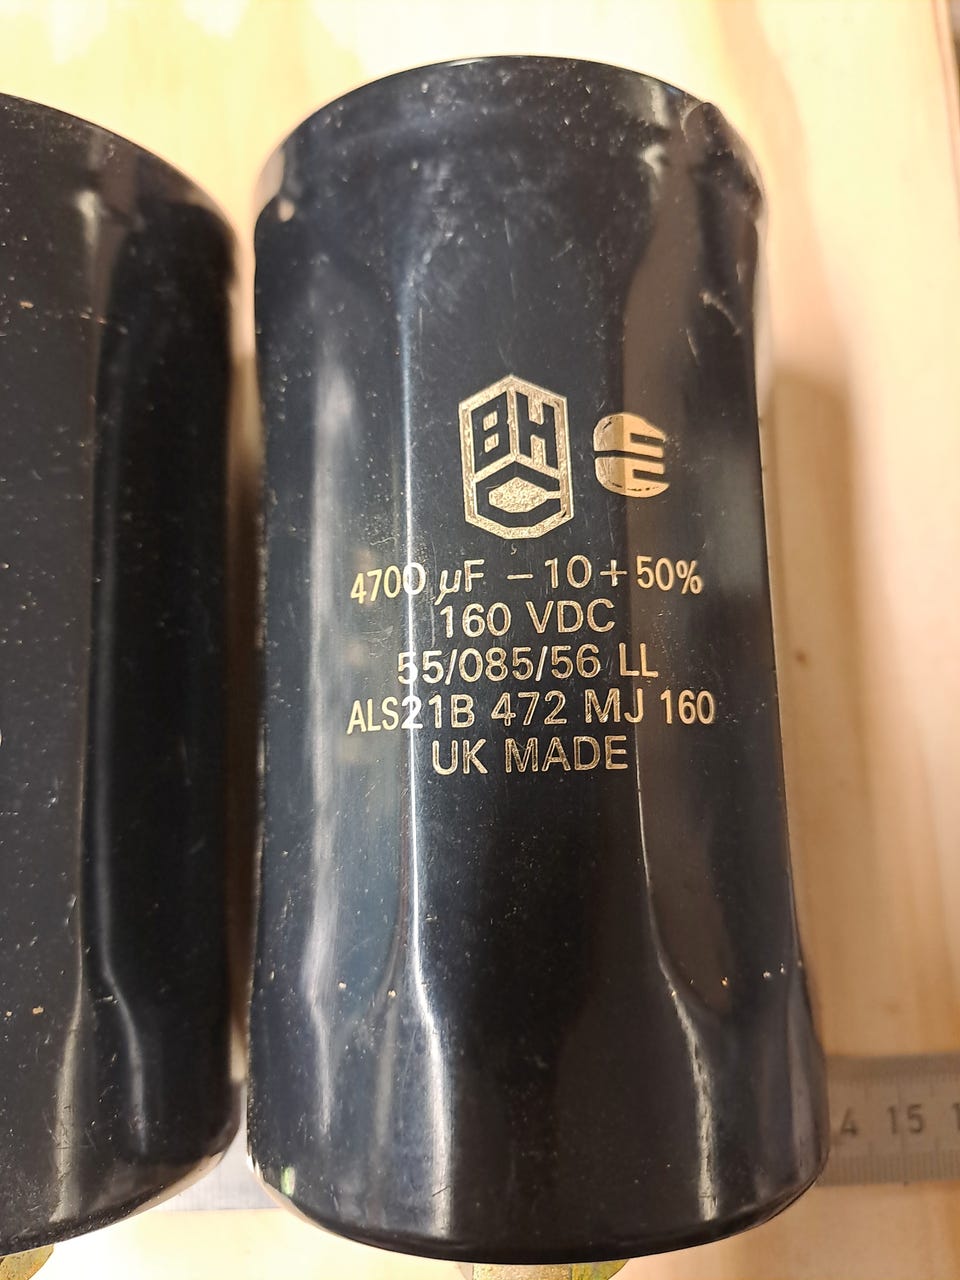 BHC
4700 µF – 10 + 50%
160 VDC
55/085/56 LL
ALS21B 472 MJ 160
UK MADE
4 15 1